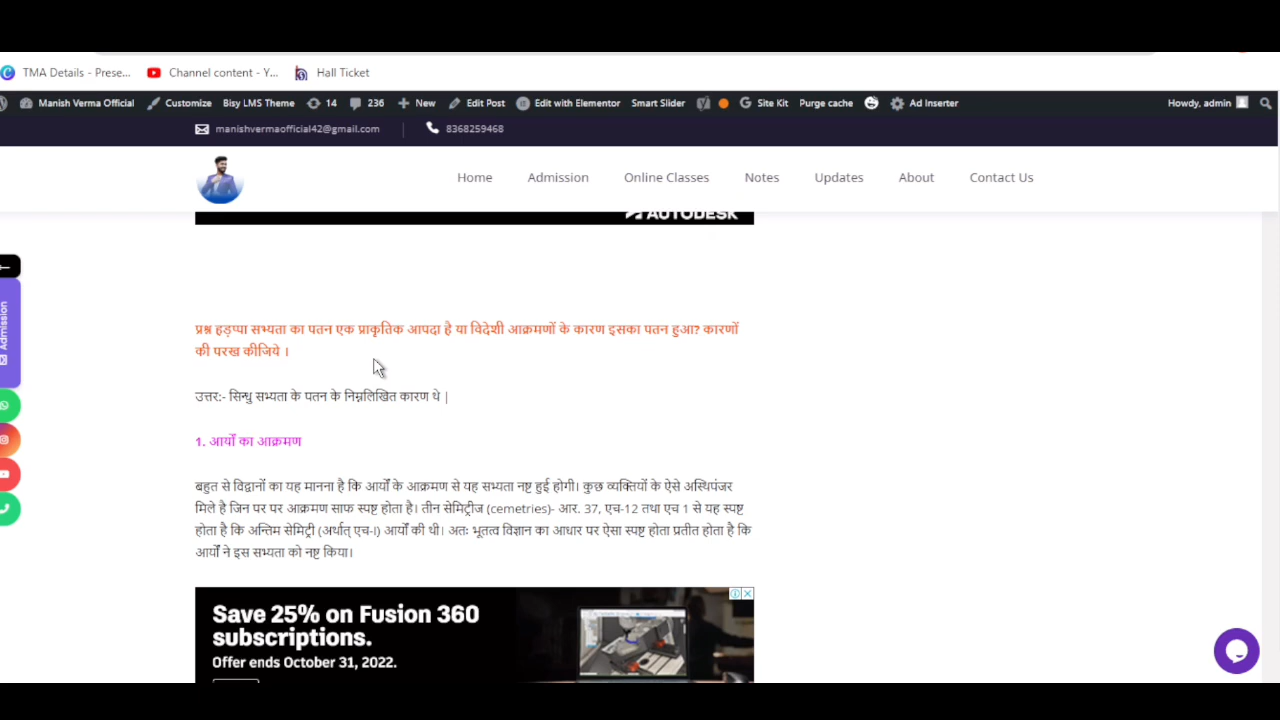 TMA Details - Prese...
Channel content - Y...
Hall Ticket
Manish Verma Official
Customize
Bisy LMS Theme
14
236
New
Edit Post
Edit with Elementor
Smart Slider
Site Kit
Purge cache
Ad Inserter
Howdy, admin
manishvermaofficial42@gmail.com
8368259468
Home
Admission
Online Classes
Notes
Updates
About
Contact Us
AUTODESK
Admission
प्रश्न हड़प्पा सभ्यता का पतन एक प्राकृतिक आपदा है या विदेशी आक्रमणों के कारण इसका पतन हुआ? कारणों
की परख कीजिये ।
उत्तर:- सिन्धु सभ्यता के पतन के निम्नलिखित कारण थे |
1. आर्यों का आक्रमण
बहुत से विद्वानों का यह मानना है कि आर्यों के आक्रमण से यह सभ्यता नष्ट हुई होगी। कुछ व्यक्तियों के ऐसे अस्थिपंजर
मिले है जिन पर पर आक्रमण साफ स्पष्ट होता है। तीन सेमिट्रीज (cemetries)- आर. 37, एच-12 तथा एच 1 से यह स्पष्ट
होता है कि अन्तिम सेमिट्री (अर्थात् एच-I) आर्यों की थी। अतः भूतत्व विज्ञान का आधार पर ऐसा स्पष्ट होता प्रतीत होता है कि
आर्यों ने इस सभ्यता को नष्ट किया।
Save 25% on Fusion 360
subscriptions.
Offer ends October 31, 2022.